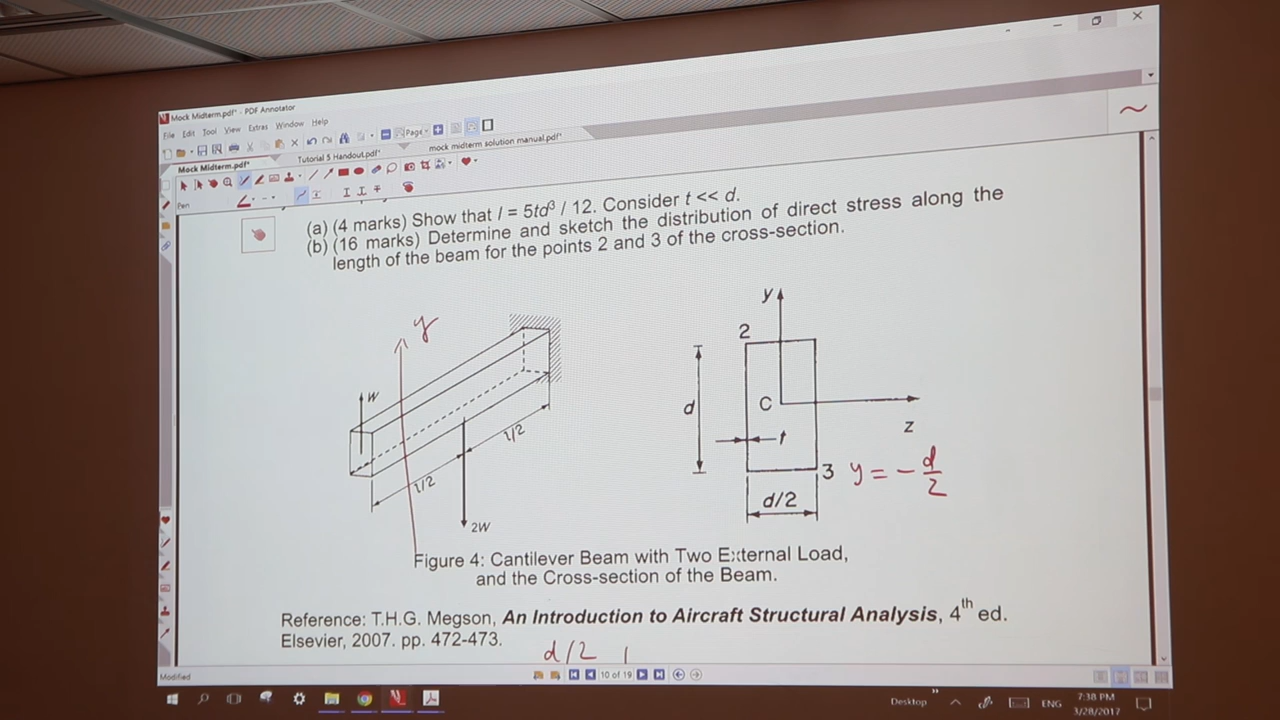 Mock Midterm.pdf* - PDF Annotator
File Edit Tool View Extras Window Help
Page
Mock Midterm.pdf*
Tutorial 5 Handout.pdf*
mock midterm solution manual.pdf*
Pen
(a) (4 marks) Show that I = 5td³ / 12. Consider t << d.
(b) (16 marks) Determine and sketch the distribution of direct stress along the
length of the beam for the points 2 and 3 of the cross-section.
y
W
l/2
l/2
2W
y
2
d
C
z
t
3 y = - d/2
d/2
Figure 4: Cantilever Beam with Two External Load,
and the Cross-section of the Beam.
Reference: T.H.G. Megson, An Introduction to Aircraft Structural Analysis, 4th ed.
Elsevier, 2007. pp. 472-473.
d/2
Modified
10 of 19
Desktop
ENG
7:38 PM
3/28/2017